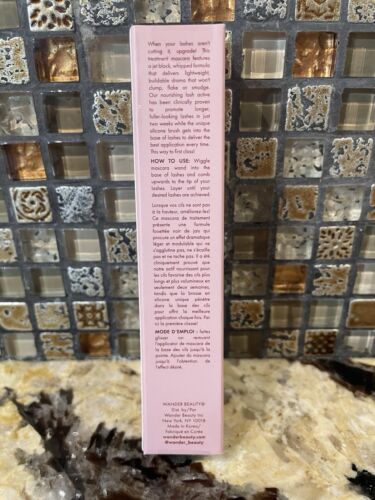 When your lashes aren't
cutting it, upgrade! This
treatment mascara features
a jet black, whipped formula
that delivers lightweight,
buildable drama that won't
clump, flake or smudge.
Our nourishing lash active
has been clinically proven
to promote longer,
fuller-looking lashes in just
two weeks while the unique
silicone brush gets into the
base of lashes to deliver the
best application every time.
This way to first class!
HOW TO USE: Wiggle
mascara wand into the
base of lashes and comb
upwards to the tip of your
lashes. Layer until your
desired lashes are achieved.
Lorsque vos cils ne sont pas
à la hauteur, améliorez-les!
Ce mascara de traitement
présente une formule
fouettée noir de jais qui
procure un effet dramatique
léger et modulable qui ne
s'agglutine pas, ne s'écaille
pas et ne tache pas. Il a été
cliniquement prouvé que
notre actif nourrissant pour
les cils favorise des cils plus
longs et plus volumineux en
seulement deux semaines,
tandis que la brosse en
silicone unique pénètre
dans la base des cils
pour offrir la meilleure
application chaque fois. Par
ici la première classe!
MODE D'EMPLOI : faites
glisser en remuant
l'applicateur de mascara de
la base des cils jusqu'à la
pointe. Ajouter du mascara
jusqu'à l'obtention de
l'effet désiré.
WANDER BEAUTY®
Dist. by/Par
Wander Beauty Inc.
New York, NY 10018
Made in Korea/
Fabriqué en Corée
wanderbeauty.com
@wander_beauty